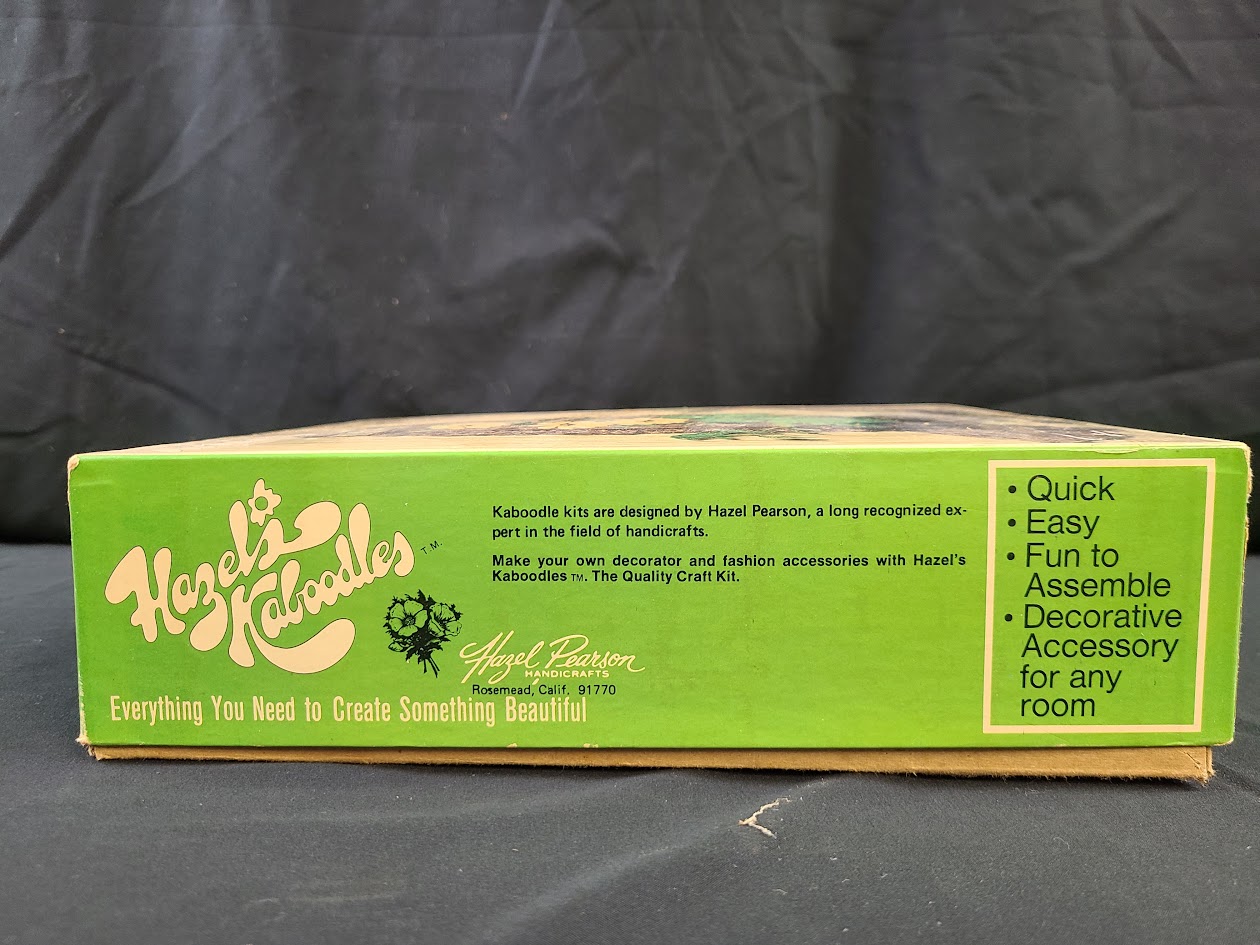 Hazel's
Kaboodles T.M.
Hazel Pearson
HANDICRAFTS
Rosemead, Calif. 91770
Everything You Need to Create Something Beautiful
Kaboodle kits are designed by Hazel Pearson, a long recognized ex-
pert in the field of handicrafts.
Make your own decorator and fashion accessories with Hazel's
Kaboodles TM. The Quality Craft Kit.
• Quick
• Easy
• Fun to
Assemble
• Decorative
Accessory
for any
room